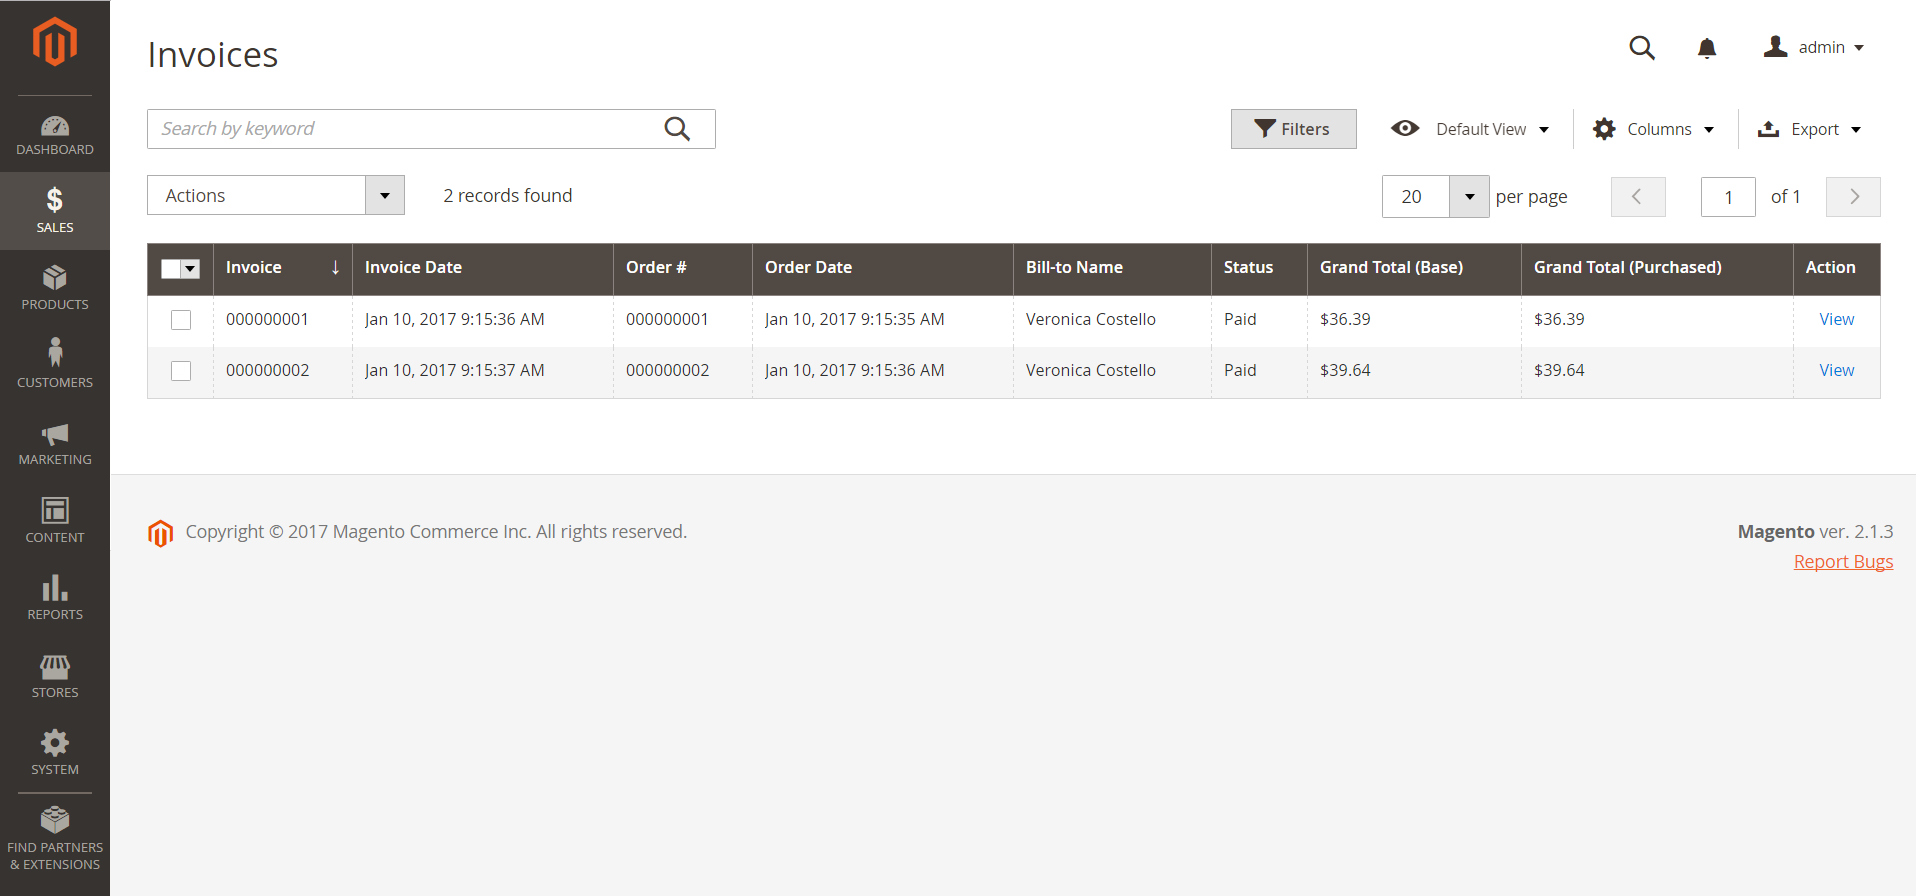 Invoices
admin
Search by keyword
Filters
Default View
Columns
Export
Actions
2 records found
20
per page
1
of 1
Invoice ↓ Invoice Date Order # Order Date Bill-to Name Status Grand Total (Base) Grand Total (Purchased) Action
000000001 Jan 10, 2017 9:15:36 AM 000000001 Jan 10, 2017 9:15:35 AM Veronica Costello Paid $36.39 $36.39 View
000000002 Jan 10, 2017 9:15:37 AM 000000002 Jan 10, 2017 9:15:36 AM Veronica Costello Paid $39.64 $39.64 View
DASHBOARD
$
SALES
PRODUCTS
CUSTOMERS
MARKETING
CONTENT
REPORTS
STORES
SYSTEM
FIND PARTNERS
& EXTENSIONS
Copyright © 2017 Magento Commerce Inc. All rights reserved.
Magento ver. 2.1.3
Report Bugs